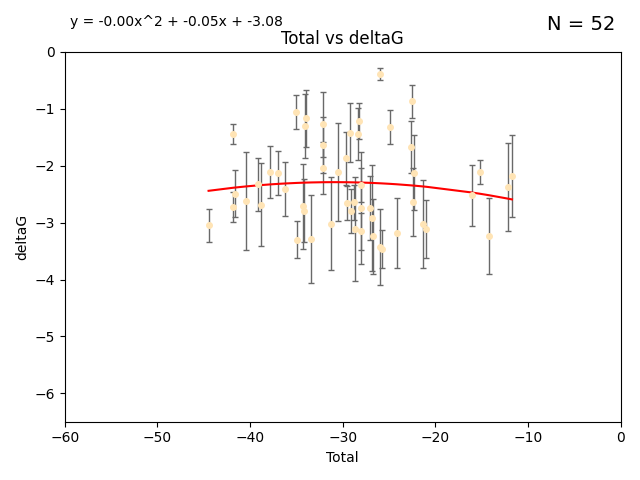 y = -0.00x^2 + -0.05x + -3.08
N = 52
Total vs deltaG
0
−1
−2
−3
−4
−5
−6
deltaG
−60 −50 −40 −30 −20 −10 0
Total